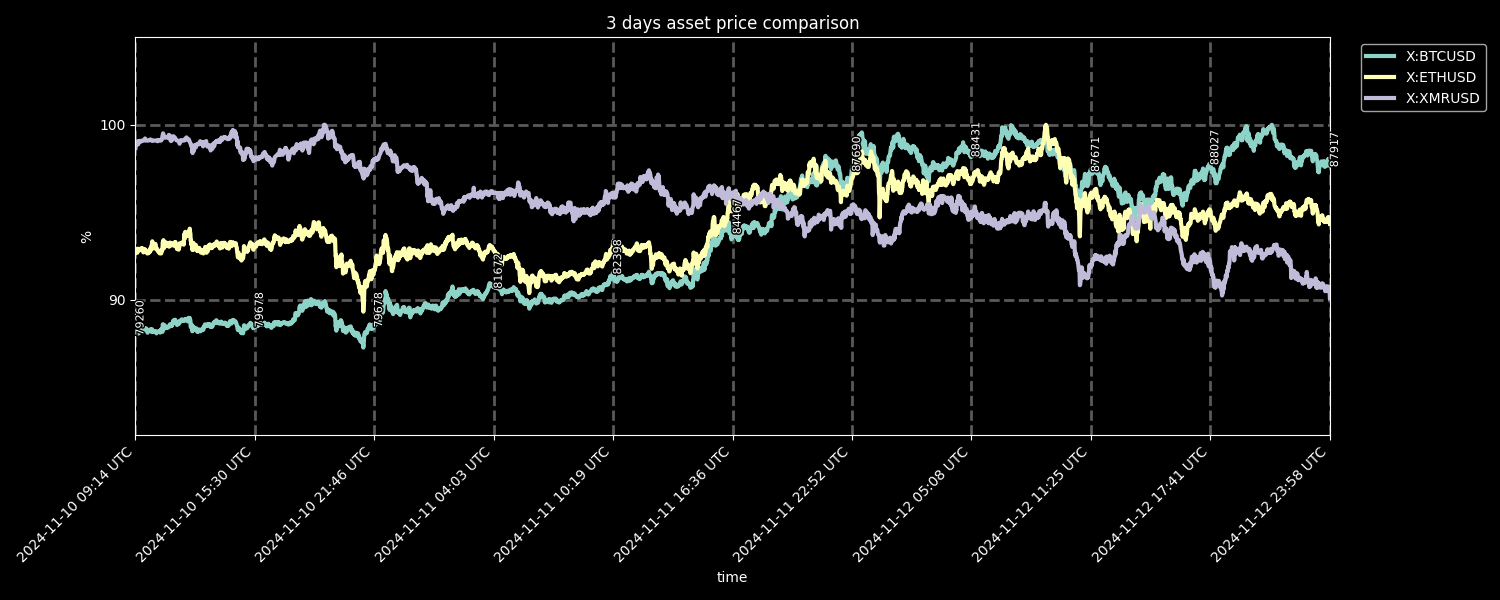 3 days asset price comparison
X:BTCUSD
X:ETHUSD
X:XMRUSD
%
100
90
79260
79678
79678
81672
82398
84467
87690
88431
87671
88027
87917
2024-11-10 09:14 UTC
2024-11-10 15:30 UTC
2024-11-10 21:46 UTC
2024-11-11 04:03 UTC
2024-11-11 10:19 UTC
2024-11-11 16:36 UTC
2024-11-11 22:52 UTC
2024-11-12 05:08 UTC
2024-11-12 11:25 UTC
2024-11-12 17:41 UTC
2024-11-12 23:58 UTC
time